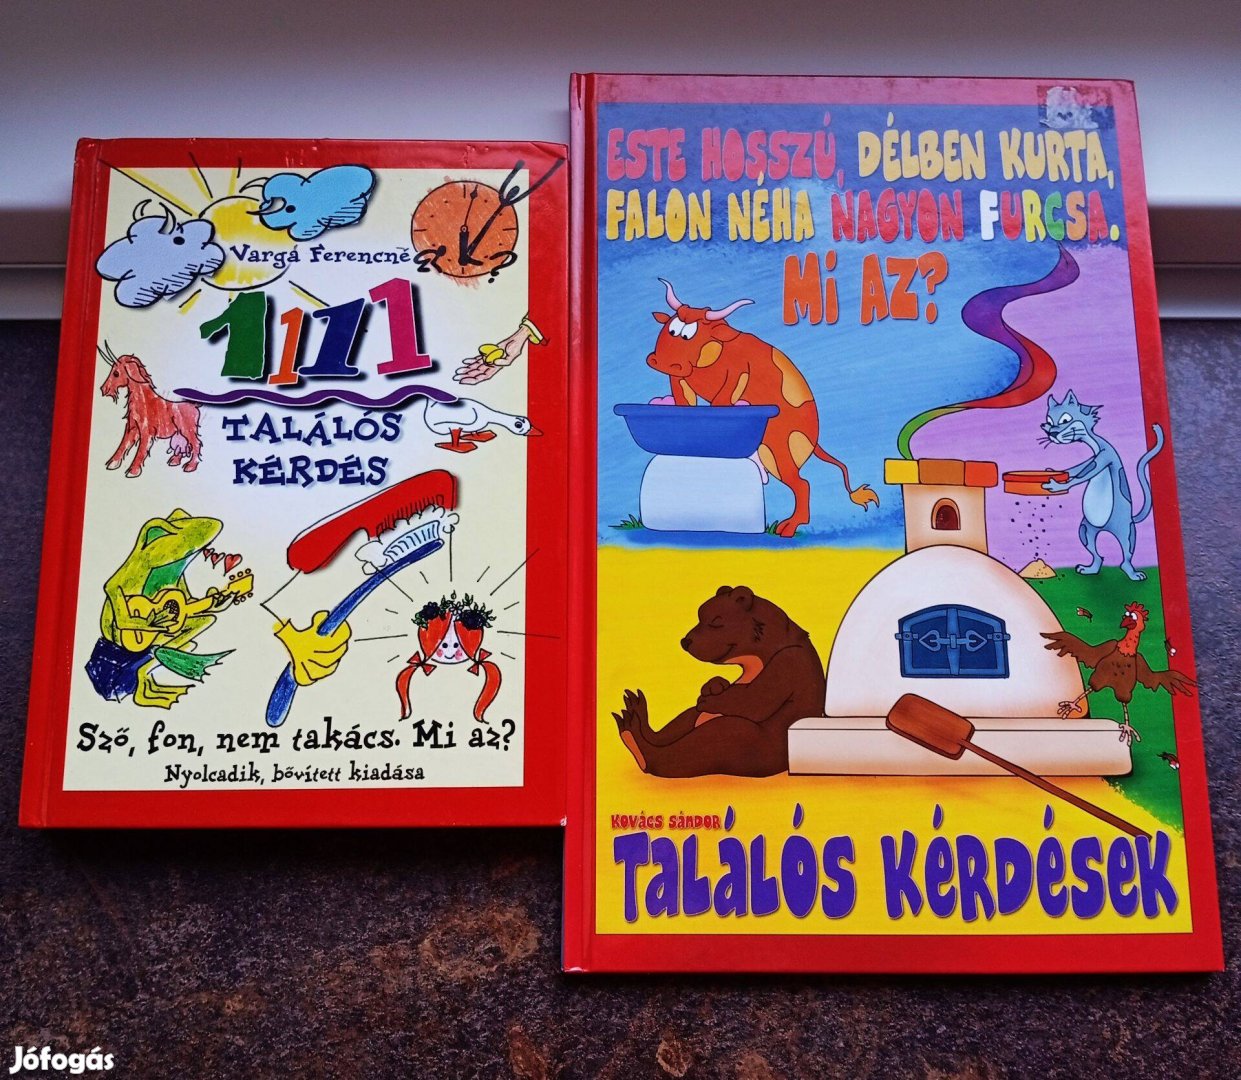 Varga Ferencné
1111
TALÁLÓS
KÉRDÉS
Sző, fon, nem takács. Mi az?
Nyolcadik, bővített kiadása
ESTE HOSSZÚ, DÉLBEN KURTA,
FALON NÉHA NAGYON FURCSA.
Mi AZ?
KOVÁCS SÁNDOR
TALÁLÓS KÉRDÉSEK
Jófogás